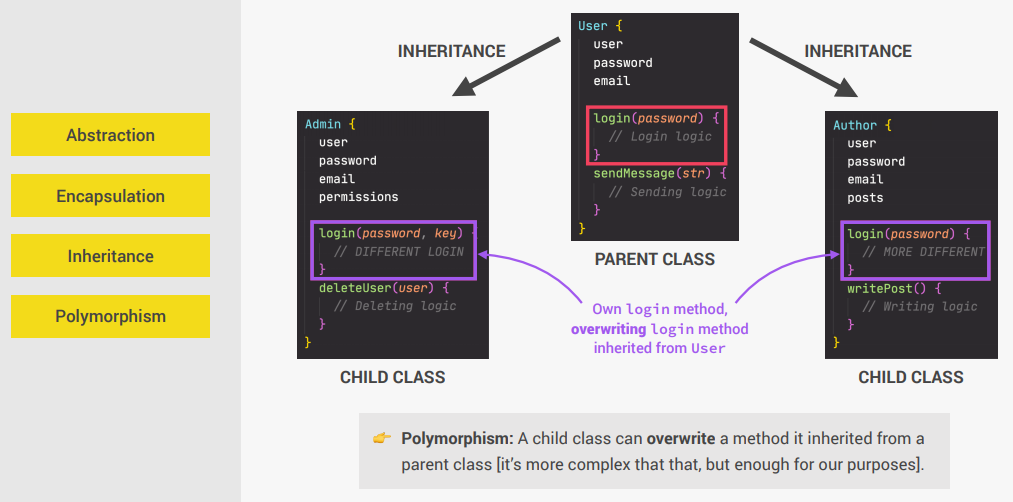 Abstraction
Encapsulation
Inheritance
Polymorphism
INHERITANCE
INHERITANCE
User {
user
password
email
login(password) {
// Login logic
}
sendMessage(str) {
// Sending logic
}
}
PARENT CLASS
Admin {
user
password
email
permissions
login(password, key) {
// DIFFERENT LOGIN
}
deleteUser(user) {
// Deleting logic
}
}
CHILD CLASS
Own login method,
overwriting login method
inherited from User
Author {
user
password
email
posts
login(password) {
// MORE DIFFERENT
}
writePost() {
// Writing logic
}
}
CHILD CLASS
👉 Polymorphism: A child class can overwrite a method it inherited from a
parent class [it’s more complex that that, but enough for our purposes].